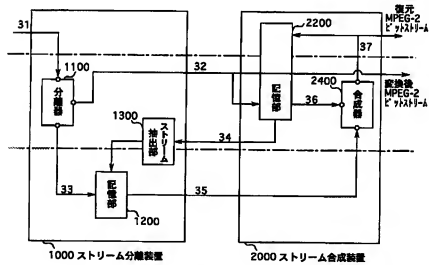 復元
MPEG-2
ビットストリーム
31
1100
2200
37
32
変換後
MPEG-2
ビットストリーム
分離器
記憶部
2400
合成器
36
1300
ストリーム
抽出部
34
33
記憶部
35
1200
1000 ストリーム分離装置
2000 ストリーム合成装置